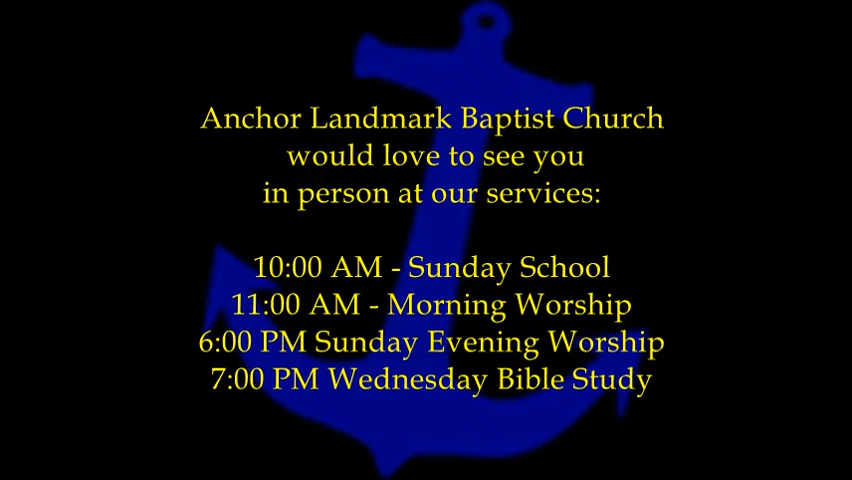 Anchor Landmark Baptist Church
would love to see you
in person at our services:
10:00 AM - Sunday School
11:00 AM - Morning Worship
6:00 PM Sunday Evening Worship
7:00 PM Wednesday Bible Study